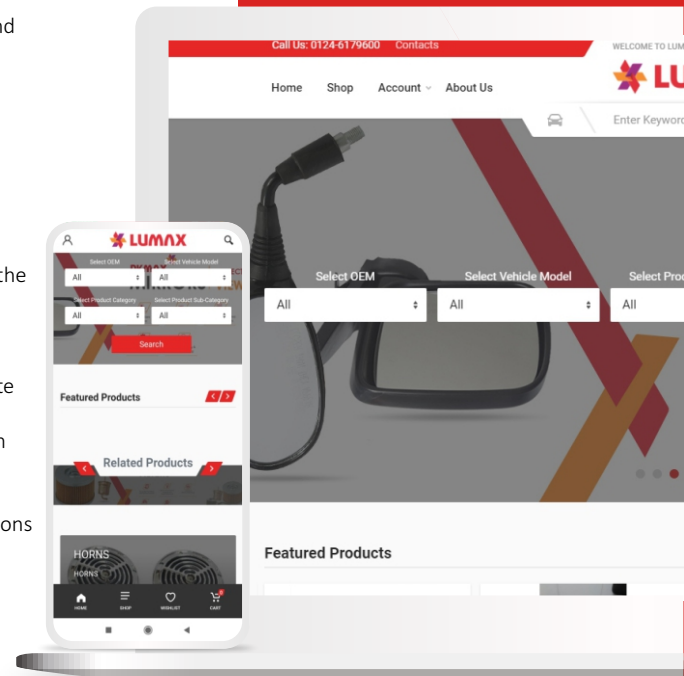 nd
the
te
n
ons
Call Us: 0124-6179600 Contacts
WELCOME TO LUM
LU
Home Shop Account About Us
Enter Keyword
Select OEM Select Vehicle Model Select Proc
All All All
Featured Products
LUMAX
Select OEM Select Vehicle Model
All All
Select Product Category Select Product Sub-Category
All All
Search
Featured Products
Related Products
HORNS
HORNS
HOME SHOP WISHLIST CART